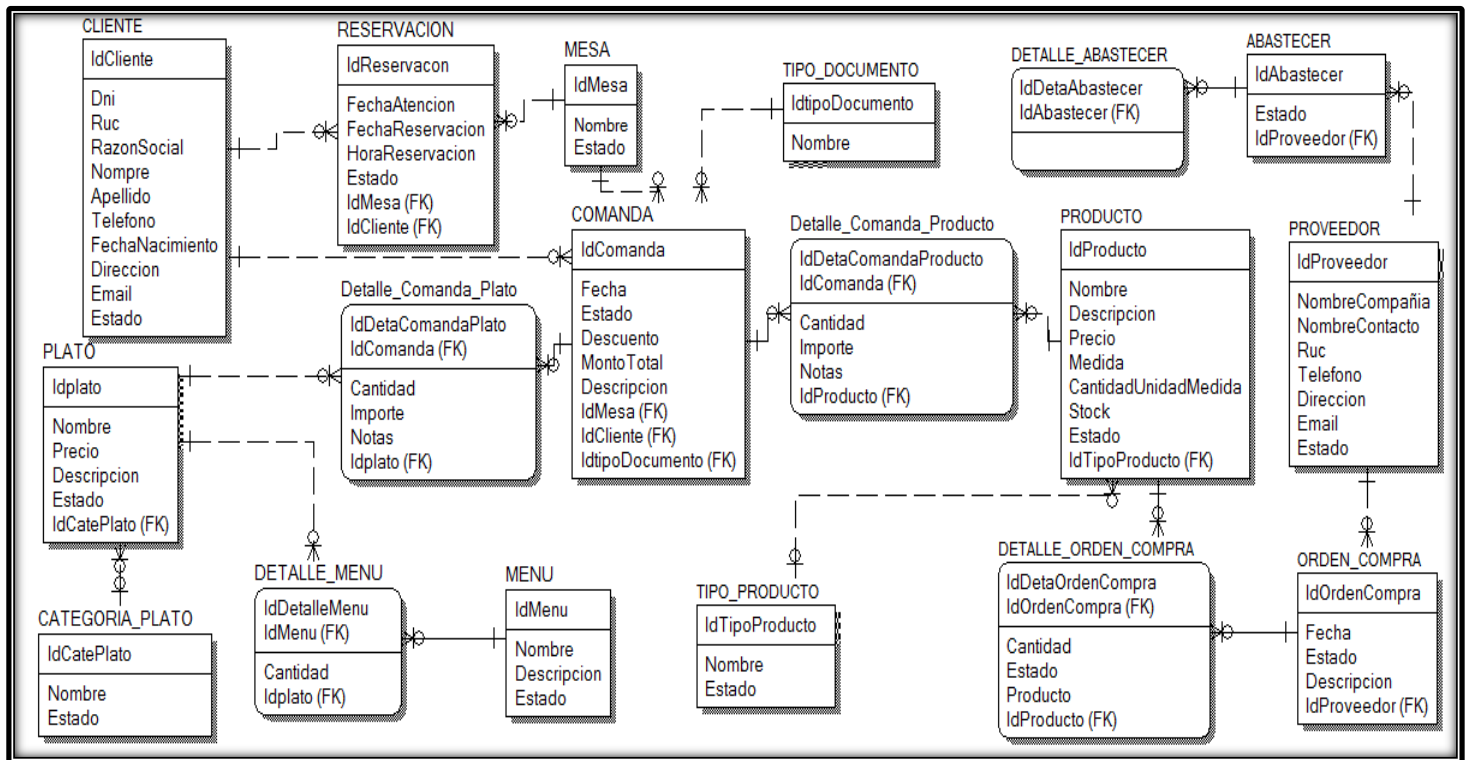 CLIENTE
IdCliente
Dni
Ruc
RazonSocial
Nompre
Apellido
Telefono
FechaNacimiento
Direccion
Email
Estado
RESERVACION
IdReservacon
FechaAtencion
FechaReservacion
HoraReservacion
Estado
IdMesa (FK)
IdCliente (FK)
MESA
IdMesa
Nombre
Estado
TIPO_DOCUMENTO
IdtipoDocumento
Nombre
DETALLE_ABASTECER
IdDetaAbastecer
IdAbastecer (FK)
ABASTECER
IdAbastecer
Estado
IdProveedor (FK)
PLATO
Idplato
Nombre
Precio
Descripcion
Estado
IdCatePlato (FK)
Detalle_Comanda_Plato
IdDetaComandaPlato
IdComanda (FK)
Cantidad
Importe
Notas
Idplato (FK)
COMANDA
IdComanda
Fecha
Estado
Descuento
MontoTotal
Descripcion
IdMesa (FK)
IdCliente (FK)
IdtipoDocumento (FK)
Detalle_Comanda_Producto
IdDetaComandaProducto
IdComanda (FK)
Cantidad
Importe
Notas
IdProducto (FK)
PRODUCTO
IdProducto
Nombre
Descripcion
Precio
Medida
CantidadUnidadMedida
Stock
Estado
IdTipoProducto (FK)
PROVEEDOR
IdProveedor
NombreCompañia
NombreContacto
Ruc
Telefono
Direccion
Email
Estado
CATEGORIA_PLATO
IdCatePlato
Nombre
Estado
DETALLE_MENU
IdDetalleMenu
IdMenu (FK)
Cantidad
Idplato (FK)
MENU
IdMenu
Nombre
Descripcion
Estado
TIPO_PRODUCTO
IdTipoProducto
Nombre
Estado
DETALLE_ORDEN_COMPRA
IdDetaOrdenCompra
IdOrdenCompra (FK)
Cantidad
Estado
Producto
IdProducto (FK)
ORDEN_COMPRA
IdOrdenCompra
Fecha
Estado
Descripcion
IdProveedor (FK)